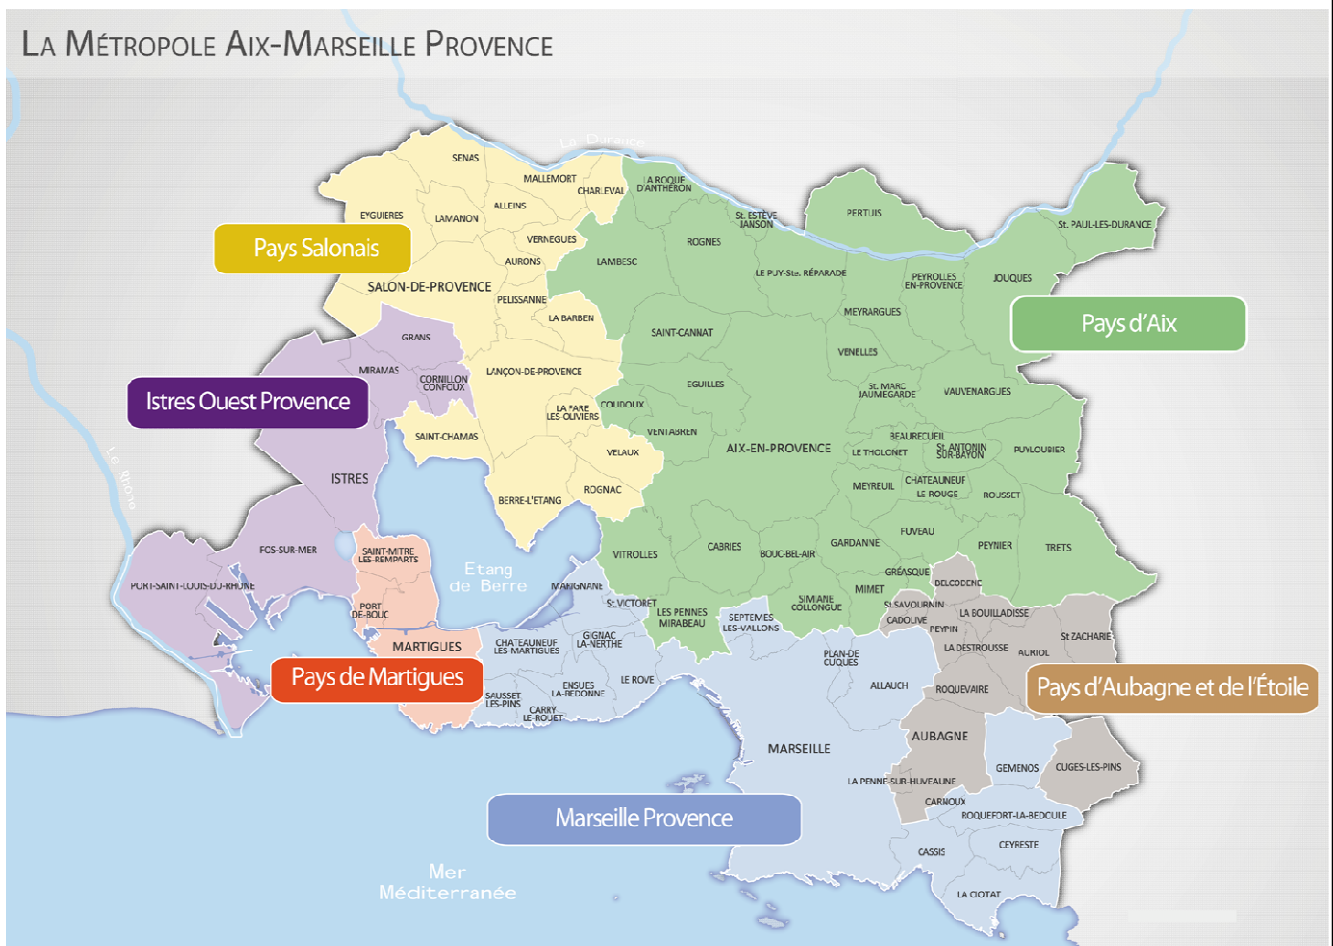 LA MÉTROPOLE AIX-MARSEILLE PROVENCE
La Durance
SENAS
MALLEMORT
CHARLEVAL
LA ROQUE
D'ANTHÉRON
EYGUIERES
LAMANON
ALLEINS
VERNEGUES
AURONS
St. ESTÈVE
JANSON
PERTUIS
St. PAUL-LES-DURANCE
Pays Salonais
ROGNES
LAMBESC
LE PUY-Ste. RÉPARADE
PEYROLLES
EN-PROVENCE
JOUQUES
SALON-DE-PROVENCE
PELISSANNE
LA BARBEN
MEYRARGUES
Pays d'Aix
GRANS
SAINT-CANNAT
VENELLES
MIRAMAS
CORNILLON
CONFOUX
LANÇON-DE-PROVENCE
EGUILLES
St. MARC
JAUMEGARDE
VAUVENARGUES
Istres Ouest Provence
LA FARE
LES-OLIVIERS
COUDOUX
VENTABREN
SAINT-CHAMAS
AIX-EN-PROVENCE
BEAURECUEIL
LE THOLONET
St. ANTONIN
SUR-BAYON
PUYLOUBIER
VELAUX
ISTRES
Le Rhône
BERRE-L'ETANG
ROGNAC
MEYREUIL
CHATEAUNEUF
LE ROUGE
ROUSSET
FOS-SUR-MER
SAINT-MITRE
LES-REMPARTS
VITROLLES
CABRIES
BOUC-BEL-AIR
GARDANNE
FUVEAU
PEYNIER
TRETS
Etang
de Berre
PORT-SAINT-LOUIS-DU-RHÔNE
MARIGNANE
GRÉASQUE
BELCODENE
MIMET
PORT
DE-BOUC
St. VICTORET
LES PENNES
MIRABEAU
SEPTEMES
LES-VALLONS
SIMIANE
COLLONGUE
St SAVOURNIN
CADOLIVE
LA BOUILLADISSE
PEYPIN
St ZACHARIE
MARTIGUES
CHATEAUNEUF
LES-MARTIGUES
GIGNAC
LA-NERTHE
PLAN-DE
CUQUES
LA DESTROUSSE
AURIOL
Pays de Martigues
ENSUES
LA-REDONNE
LE ROVE
ALLAUCH
ROQUEVAIRE
Pays d'Aubagne et de l'Étoile
SAUSSET
LES-PINS
CARRY
LE-ROUET
MARSEILLE
AUBAGNE
GEMENOS
CUGES-LES-PINS
LA PENNE-SUR-HUVEAUNE
CARNOUX
ROQUEFORT-LA-BEDOULE
Marseille Provence
CASSIS
CEYRESTE
Mer
Méditerranée
LA CIOTAT